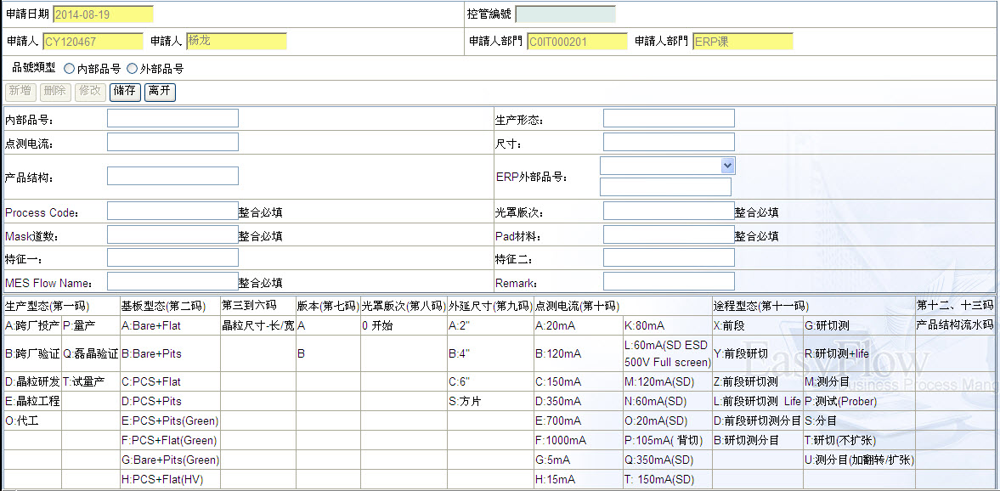 申請日期 2014-08-19 控管編號
申請人 CY120467 申請人 杨龙 申請人部門 C0IT000201 申請人部門 ERP课
品號類型 内部品号 外部品号
新增 删除 修改 储存 离开
内部品号: 生产形态:
点测电流: 尺寸:
产品结构: ERP外部品号:
Process Code: 整合必填 光罩版次: 整合必填
Mask道数: 整合必填 Pad材料: 整合必填
特征一: 特征二:
MES Flow Name: 整合必填 Remark:
生产型态(第一码) 基板型态(第二码) 第三到六码 版本(第七码) 光罩版次(第八码) 外延尺寸(第九码) 点测电流(第十码) 途程型态(第十一码) 第十二、十三码
A:跨厂投产 P:量产 A:Bare+Flat 晶粒尺寸-长/宽 A 0 开始 A:2" A:20mA K:80mA X:前段 G:研切测 产品结构流水码
B:跨厂验证 Q:磊晶验证 B:Bare+Pits B B:4" B:120mA L:60mA(SD ESD 500V Full screen) Y:前段研切 R:研切测+life
D:晶粒研发 T:试量产 C:PCS+Flat C:6" C:150mA M:120mA(SD) Z:前段研切测 M:测分目
E:晶粒工程 D:PCS+Pits S:方片 D:350mA N:60mA(SD) L:前段研切测 Life P:测试(Prober)
O:代工 E:PCS+Pits(Green) E:700mA O:20mA(SD) D:前段研切测分目 S:分目
F:PCS+Flat(Green) F:1000mA P:105mA( 背切) B:研切测分目 T:研切(不扩张)
G:Bare+Pits(Green) G:5mA Q:350mA(SD) U:测分目(加翻转/扩张)
H:PCS+Flat(HV) H:15mA T: 150mA(SD)
EasyFlow
Business Process Mang